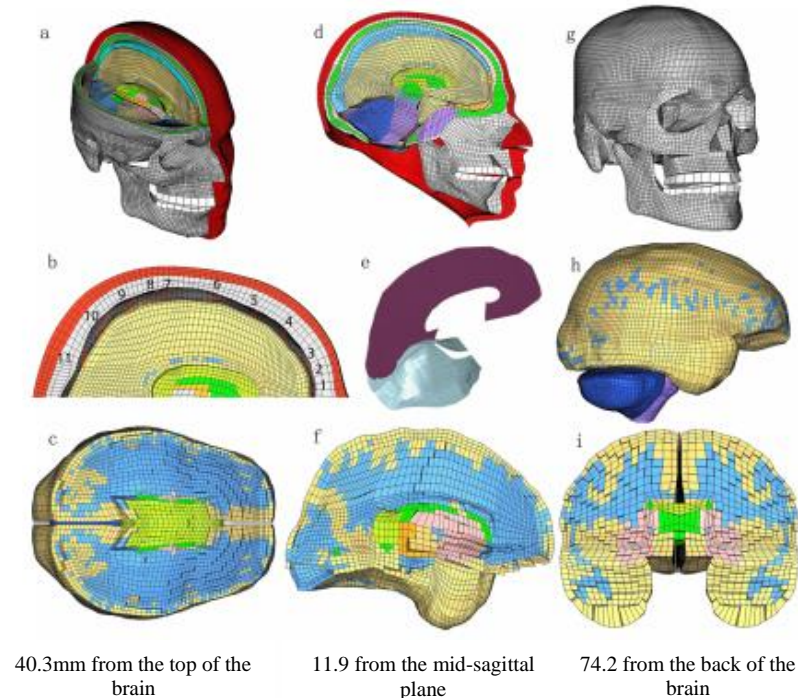 a
d
g
b
1
2
3
4
5
6
7
8
9
10
11
e
h
c
f
i
40.3mm from the top of the
brain
11.9 from the mid-sagittal
plane
74.2 from the back of the
brain